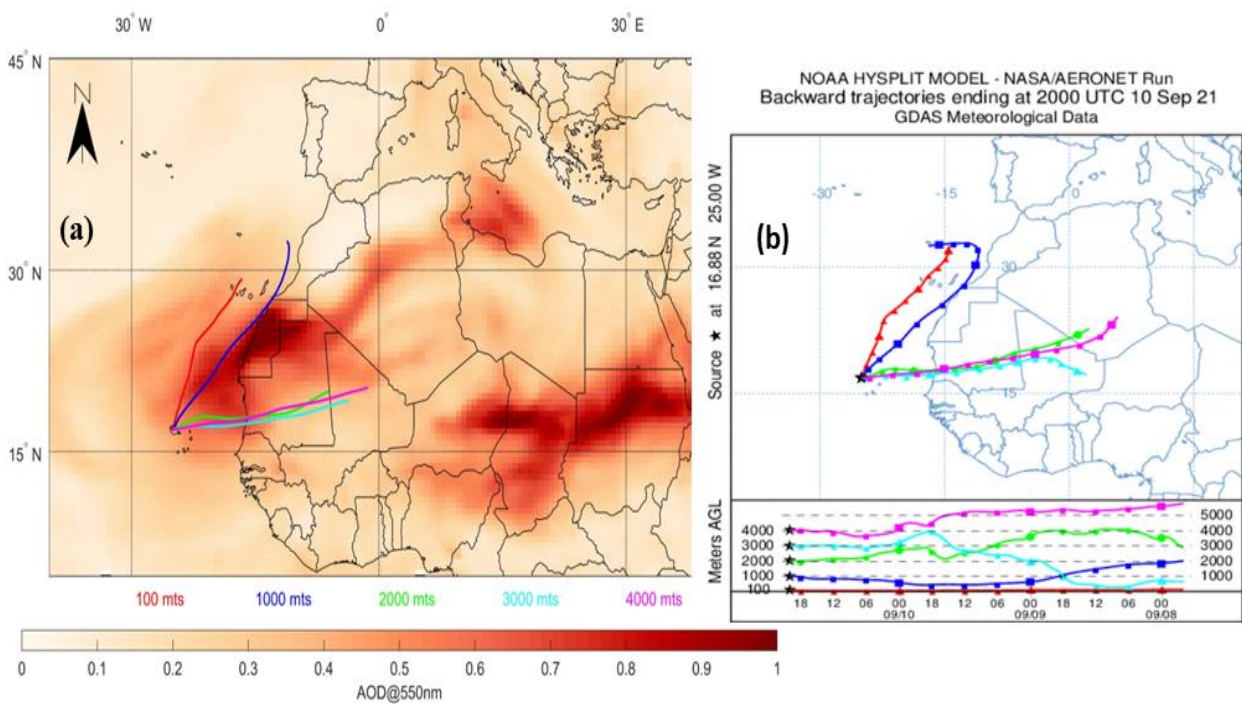 30° W 0° 30° E
45° N
N
(a)
30° N
15° N
100 mts 1000 mts 2000 mts 3000 mts 4000 mts
0 0.1 0.2 0.3 0.4 0.5 0.6 0.7 0.8 0.9 1
AOD@550nm
NOAA HYSPLIT MODEL - NASA/AERONET Run
Backward trajectories ending at 2000 UTC 10 Sep 21
GDAS Meteorological Data
Source ★ at 16.88 N 25.00 W
-30 -15 0
(b)
30
15
Meters AGL
5000
4000 4000
3000 3000
2000 2000
1000 1000
100
18 12 06 00 18 12 06 00 18 12 06 00
09/10 09/09 09/08